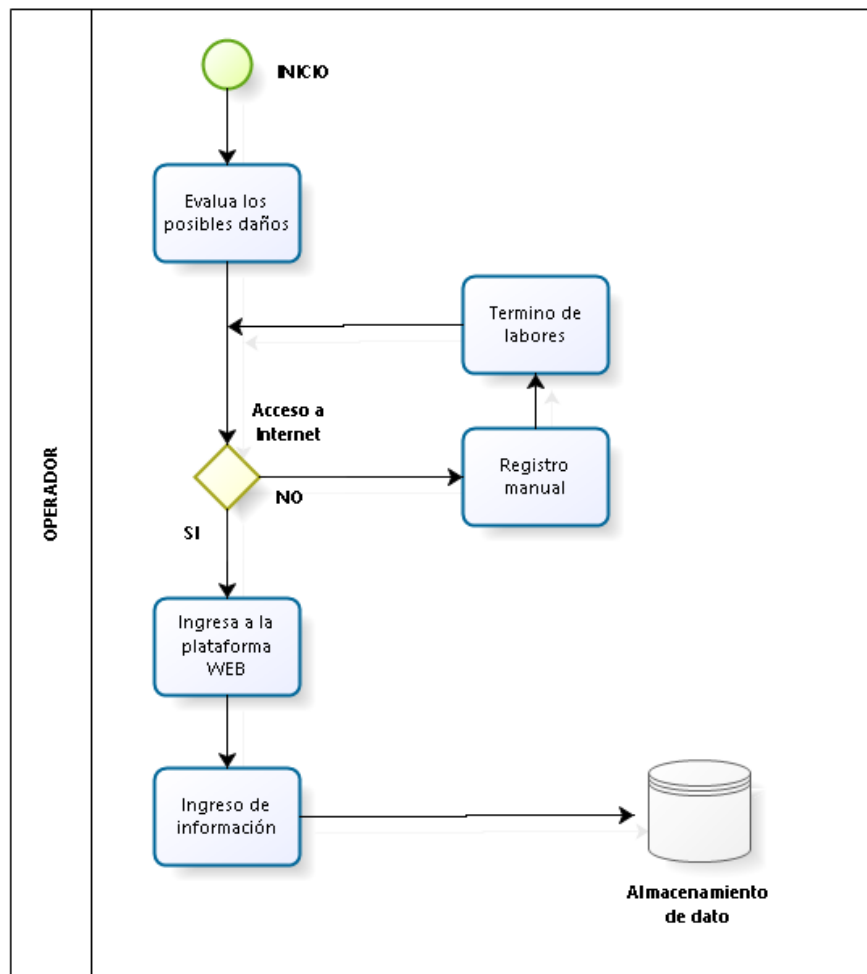 OPERADOR
INICIO
Evalua los
posibles daños
Termino de
labores
Acceso a
Internet
Registro
manual
NO
SI
Ingresa a la
plataforma
WEB
Ingreso de
información
Almacenamiento
de dato